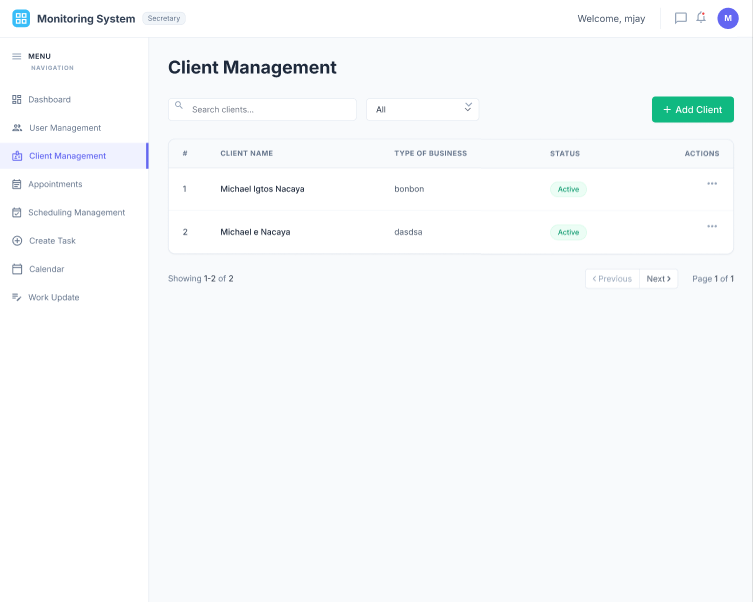 Monitoring System Secretary Welcome, mjay M
MENU
NAVIGATION
Dashboard
User Management
Client Management
Appointments
Scheduling Management
Create Task
Calendar
Work Update
Client Management
Search clients... All + Add Client
# CLIENT NAME TYPE OF BUSINESS STATUS ACTIONS
1 Michael Igtos Nacaya bonbon Active ...
2 Michael e Nacaya dasdsa Active ...
Showing 1-2 of 2 Previous Next Page 1 of 1